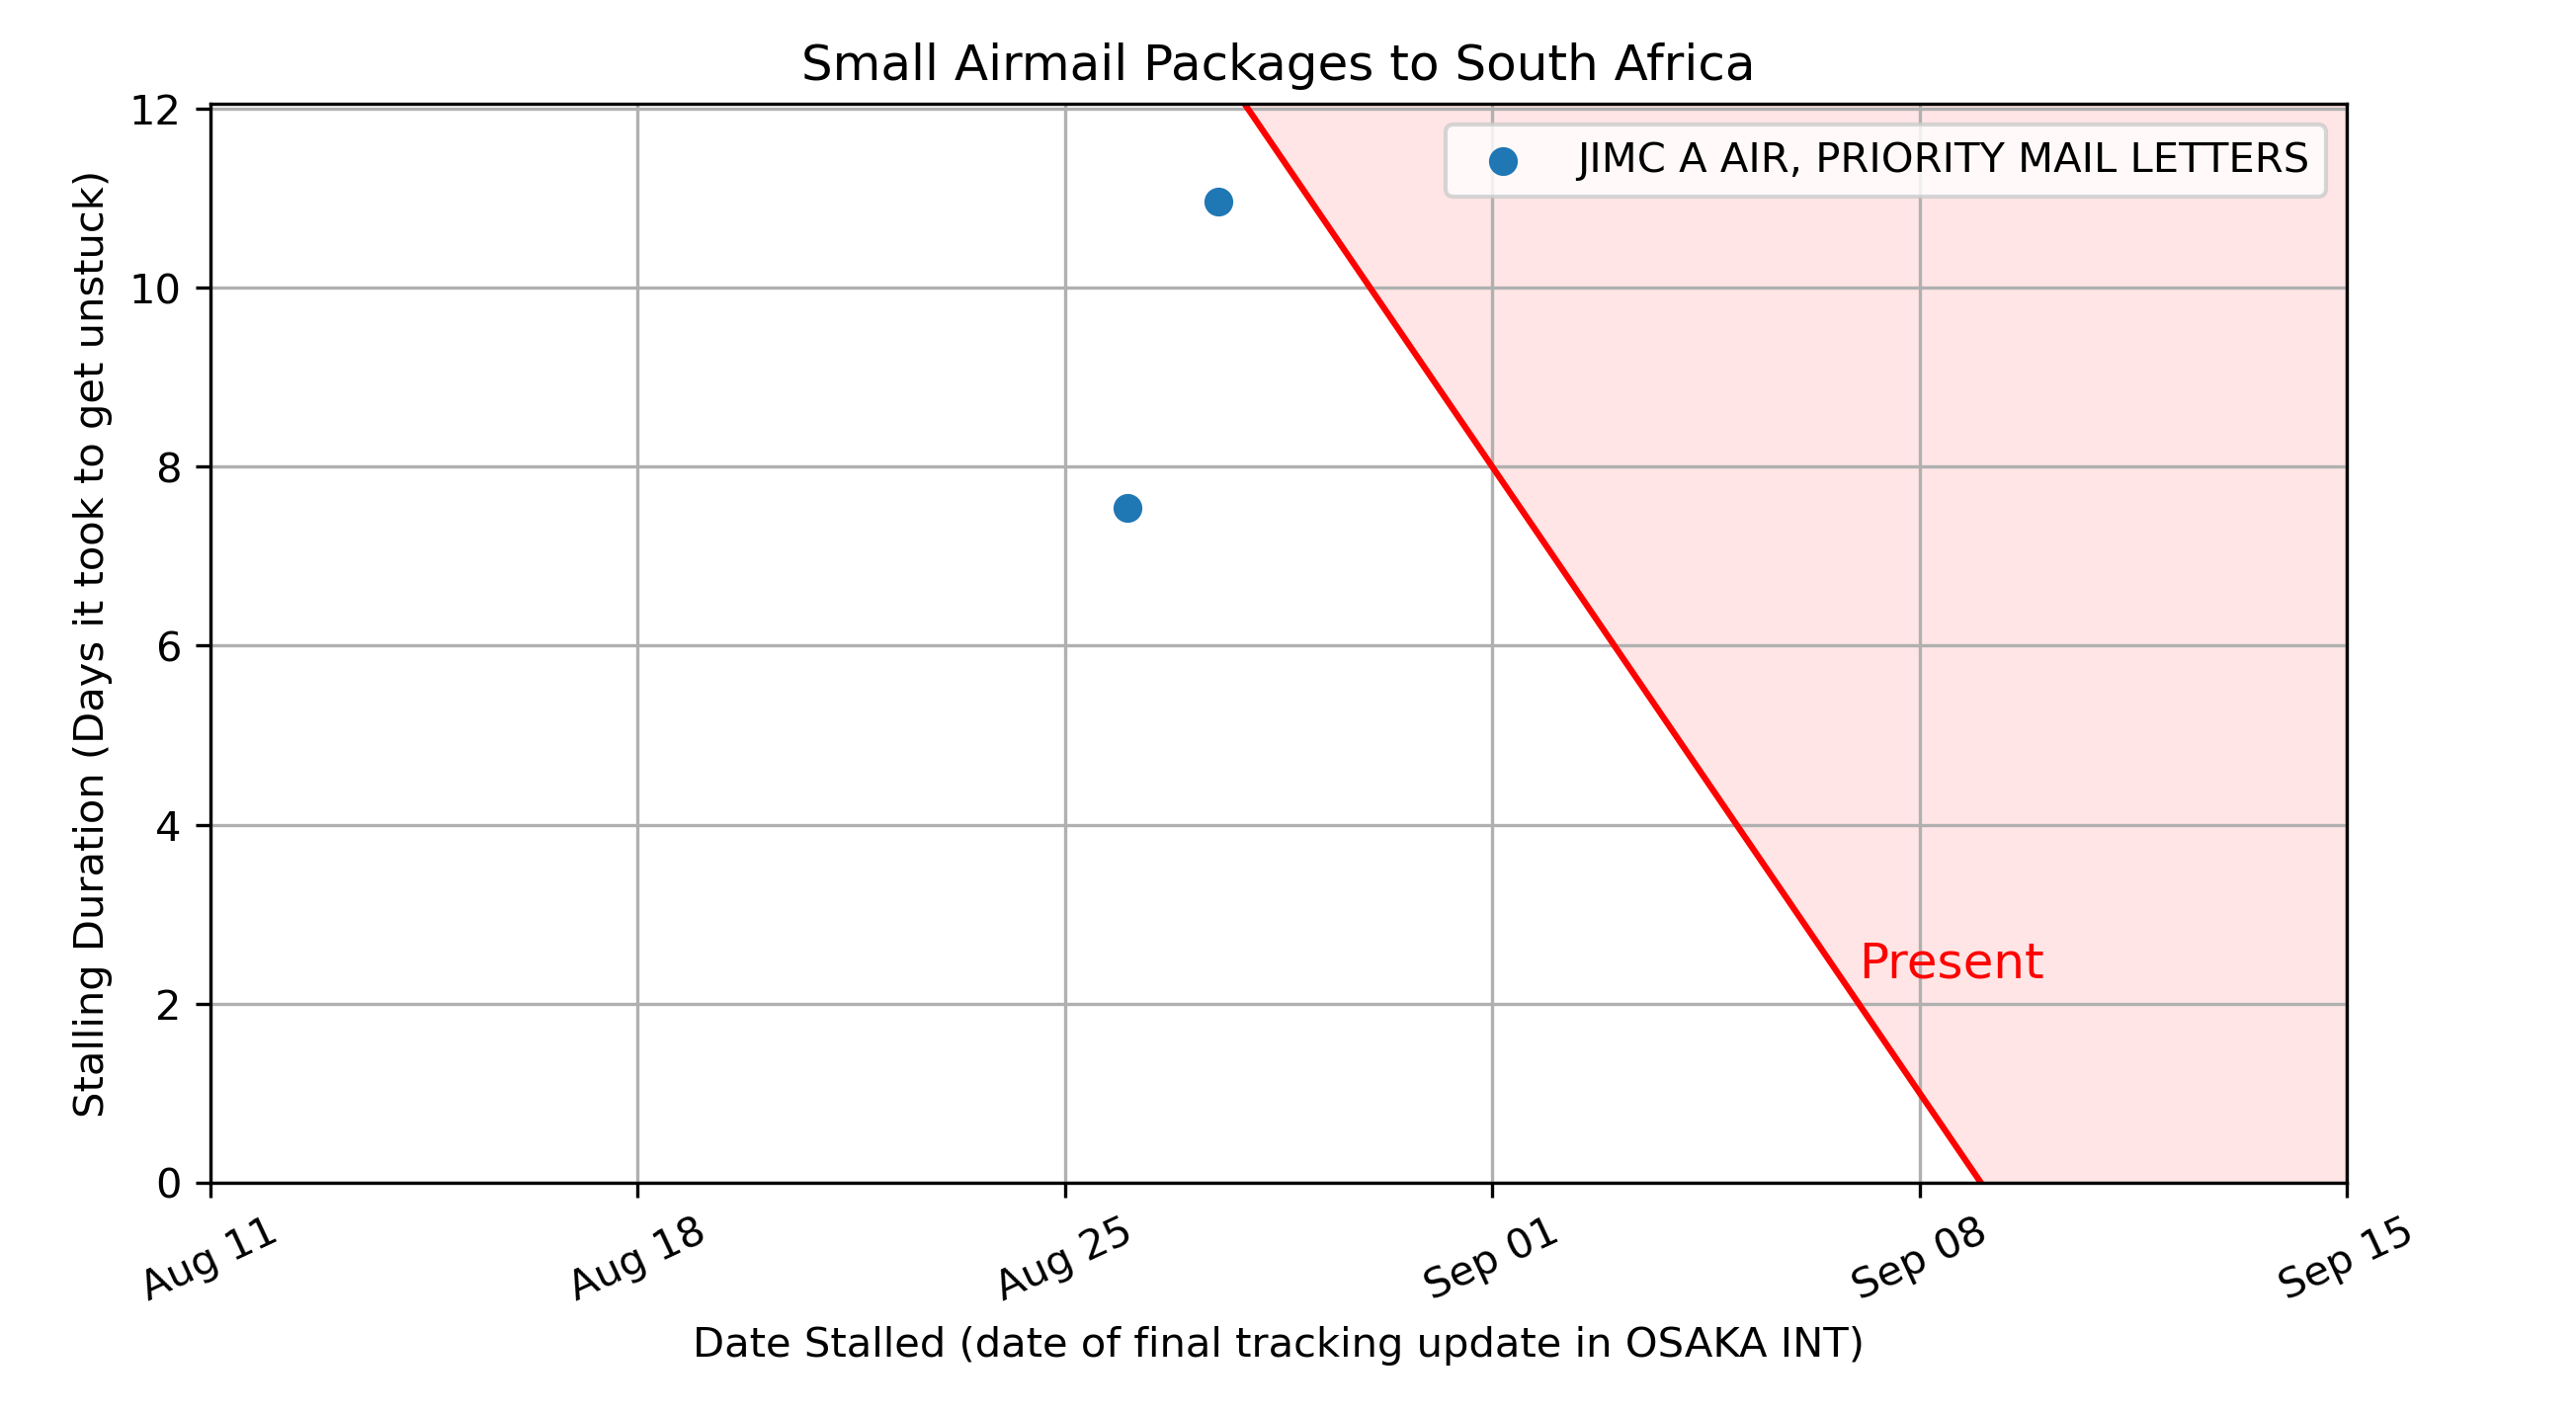 Small Airmail Packages to South Africa
JIMC A AIR, PRIORITY MAIL LETTERS
Stalling Duration (Days it took to get unstuck)
12
10
8
6
4
2
0
Present
Aug 11
Aug 18
Aug 25
Sep 01
Sep 08
Sep 15
Date Stalled (date of final tracking update in OSAKA INT)